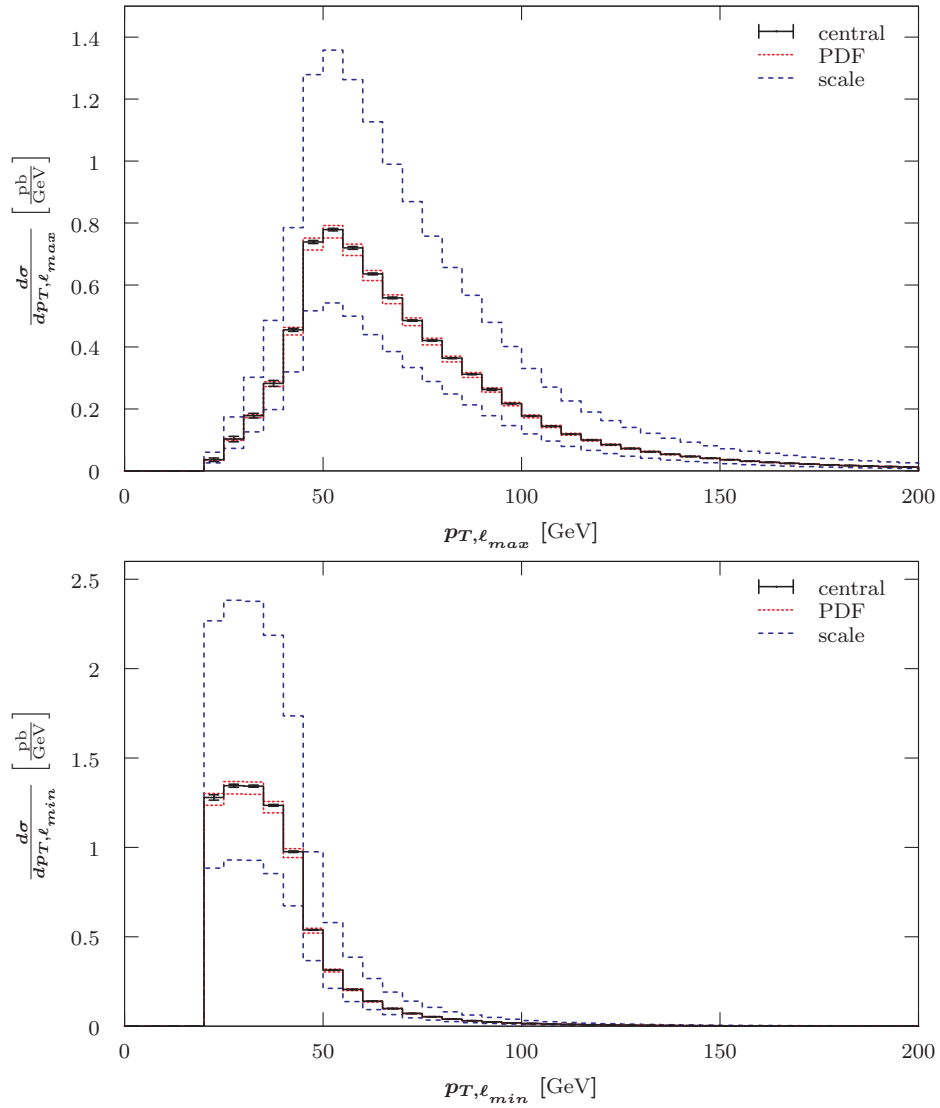 1.4
1.2
1
0.8
0.6
0.4
0.2
0
central
PDF
scale
dσ/dp_{T,ℓ_{max}} [pb/GeV]
0 50 100 150 200
p_{T,ℓ_{max}} [GeV]
2.5
2
1.5
1
0.5
0
central
PDF
scale
dσ/dp_{T,ℓ_{min}} [pb/GeV]
0 50 100 150 200
p_{T,ℓ_{min}} [GeV]